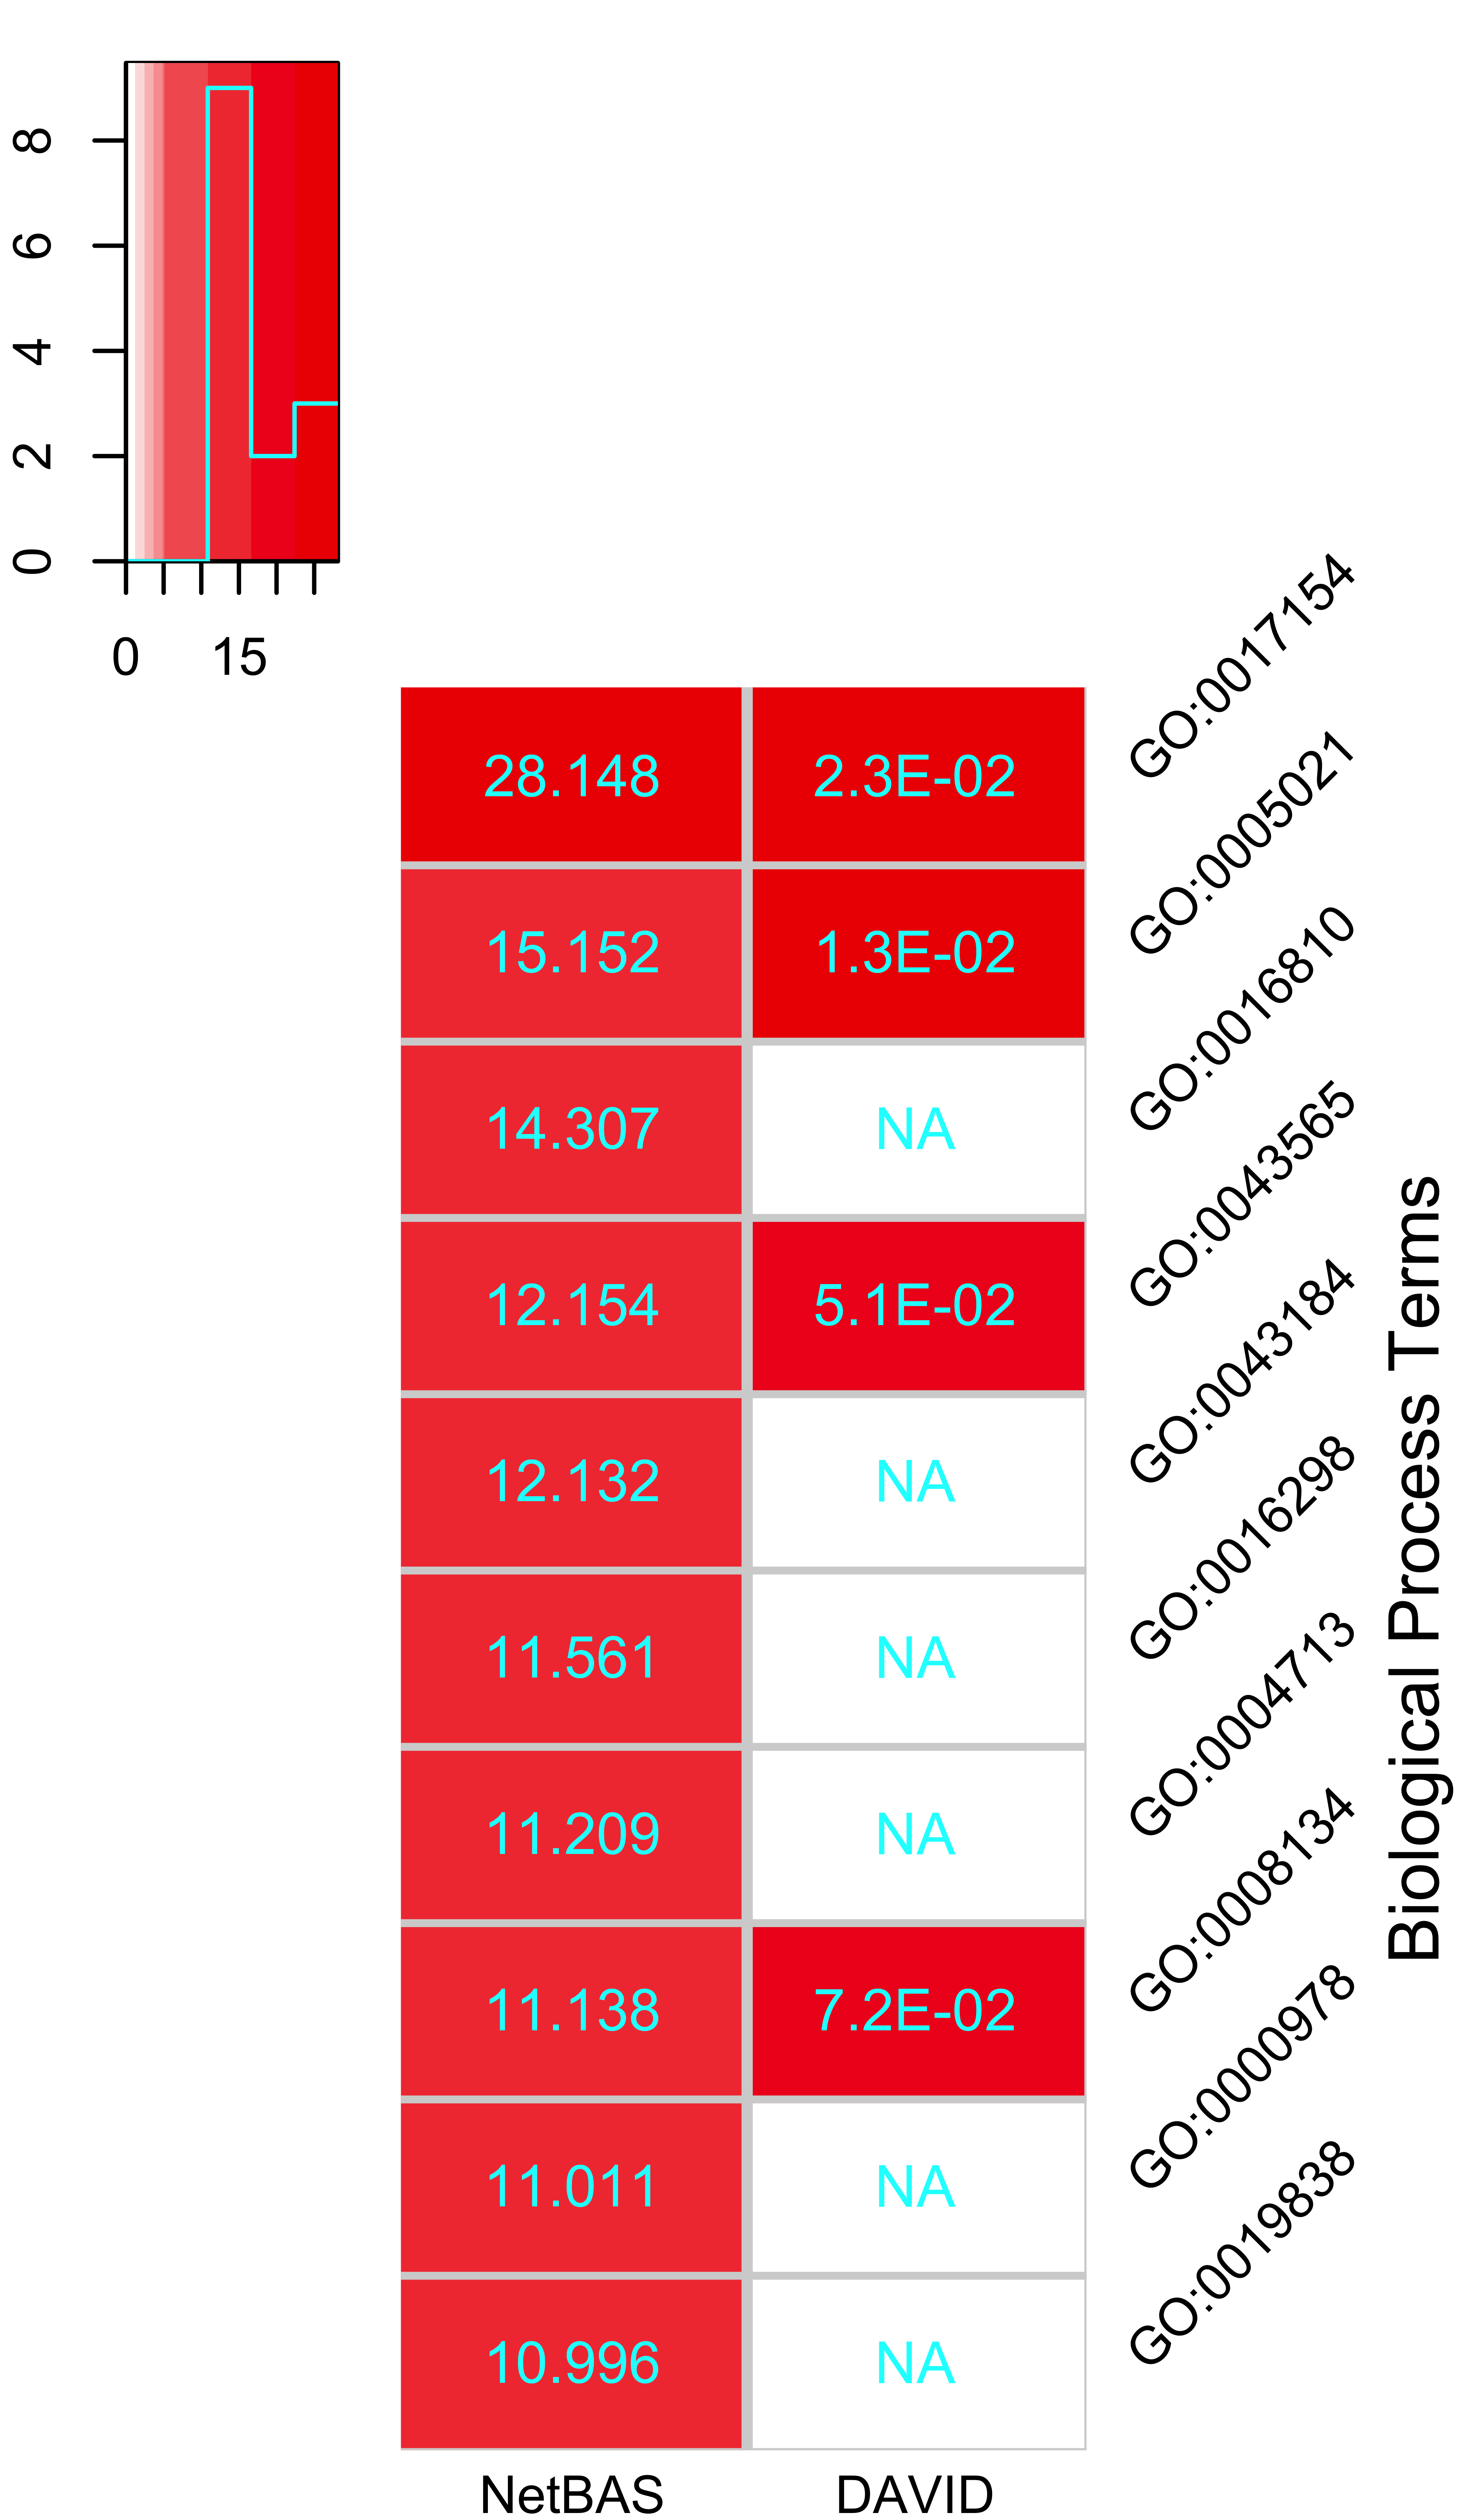 8
6
4
2
0
0 15
28.148 2.3E-02 GO:0017154
15.152 1.3E-02 GO:0005021
14.307 NA GO:0016810
12.154 5.1E-02 GO:0043565
12.132 NA GO:0043184
11.561 NA GO:0016298
11.209 NA GO:0004713
11.138 7.2E-02 GO:0008134
11.011 NA GO:0000978
10.996 NA GO:0019838
NetBAS DAVID
Biological Process Terms